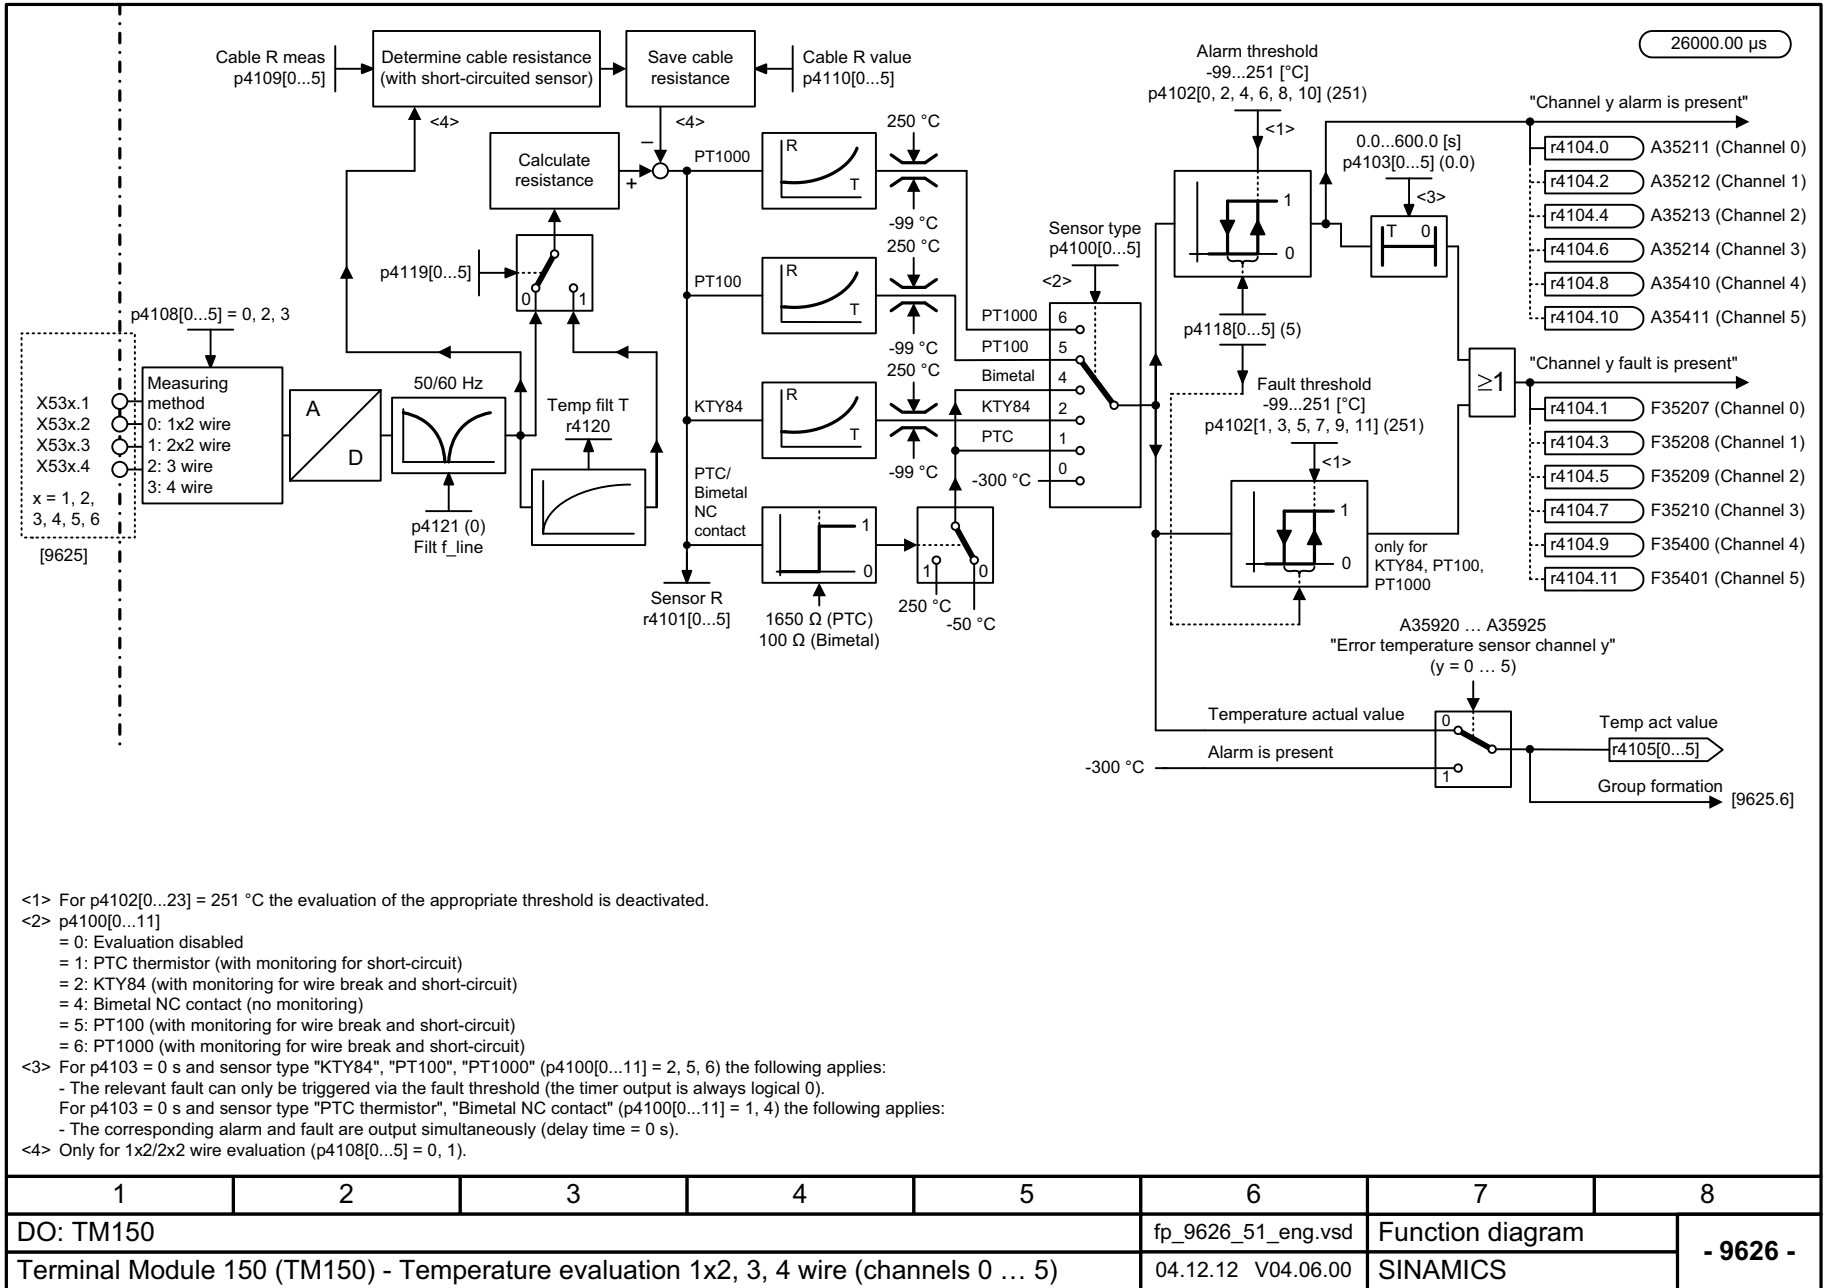 26000.00 µs
Cable R meas
p4109[0...5]
Determine cable resistance
(with short-circuited sensor)
Save cable
resistance
Cable R value
p4110[0...5]
<4>
<4>
Calculate
resistance
–
+
p4119[0...5]
0
1
p4108[0...5] = 0, 2, 3
X53x.1
X53x.2
X53x.3
X53x.4
x = 1, 2,
3, 4, 5, 6
[9625]
Measuring
method
0: 1x2 wire
1: 2x2 wire
2: 3 wire
3: 4 wire
A
D
50/60 Hz
p4121 (0)
Filt f_line
Temp filt T
r4120
PT1000
R
T
250 °C
-99 °C
PT100
R
T
250 °C
-99 °C
KTY84
R
T
250 °C
-99 °C
PTC/
Bimetal
NC
contact
1
0
1650 Ω (PTC)
100 Ω (Bimetal)
Sensor R
r4101[0...5]
1
0
250 °C
-50 °C
Sensor type
p4100[0...5]
<2>
PT1000
6
PT100
5
Bimetal
4
KTY84
2
PTC
1
-300 °C
0
Alarm threshold
-99...251 [°C]
p4102[0, 2, 4, 6, 8, 10] (251)
<1>
1
0
p4118[0...5] (5)
0.0...600.0 [s]
p4103[0...5] (0.0)
<3>
T
0
Fault threshold
-99...251 [°C]
p4102[1, 3, 5, 7, 9, 11] (251)
<1>
1
0
only for
KTY84, PT100,
PT1000
≥1
"Channel y alarm is present"
r4104.0 A35211 (Channel 0)
r4104.2 A35212 (Channel 1)
r4104.4 A35213 (Channel 2)
r4104.6 A35214 (Channel 3)
r4104.8 A35410 (Channel 4)
r4104.10 A35411 (Channel 5)
"Channel y fault is present"
r4104.1 F35207 (Channel 0)
r4104.3 F35208 (Channel 1)
r4104.5 F35209 (Channel 2)
r4104.7 F35210 (Channel 3)
r4104.9 F35400 (Channel 4)
r4104.11 F35401 (Channel 5)
A35920 … A35925
"Error temperature sensor channel y"
(y = 0 … 5)
Temperature actual value
0
-300 °C
Alarm is present
1
Temp act value
r4105[0...5]
Group formation
[9625.6]
<1> For p4102[0...23] = 251 °C the evaluation of the appropriate threshold is deactivated.
<2> p4100[0...11]
= 0: Evaluation disabled
= 1: PTC thermistor (with monitoring for short-circuit)
= 2: KTY84 (with monitoring for wire break and short-circuit)
= 4: Bimetal NC contact (no monitoring)
= 5: PT100 (with monitoring for wire break and short-circuit)
= 6: PT1000 (with monitoring for wire break and short-circuit)
<3> For p4103 = 0 s and sensor type "KTY84", "PT100", "PT1000" (p4100[0...11] = 2, 5, 6) the following applies:
- The relevant fault can only be triggered via the fault threshold (the timer output is always logical 0).
For p4103 = 0 s and sensor type "PTC thermistor", "Bimetal NC contact" (p4100[0...11] = 1, 4) the following applies:
- The corresponding alarm and fault are output simultaneously (delay time = 0 s).
<4> Only for 1x2/2x2 wire evaluation (p4108[0...5] = 0, 1).
1 2 3 4 5 6 7 8
DO: TM150
fp_9626_51_eng.vsd
Function diagram
- 9626 -
Terminal Module 150 (TM150) - Temperature evaluation 1x2, 3, 4 wire (channels 0 … 5)
04.12.12 V04.06.00
SINAMICS